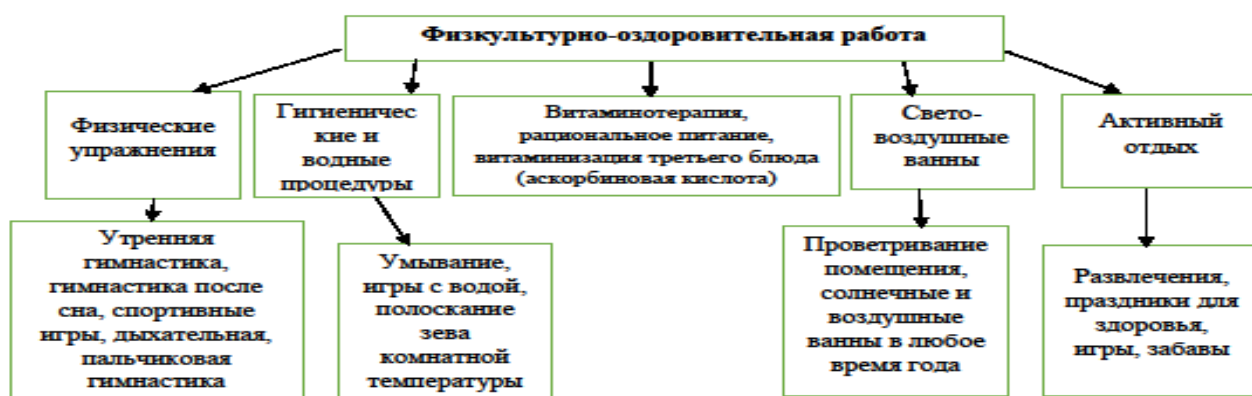 Физкультурно-оздоровительная работа
Физические
упражнения
Гигиеничес
кие и
водные
процедуры
Витаминотерапия,
рациональное питание,
витаминизация третьего блюда
(аскорбиновая кислота)
Свето-
воздушные
ванны
Активный
отдых
Утренняя
гимнастика,
гимнастика после
сна, спортивные
игры, дыхательная,
пальчиковая
гимнастика
Умывание,
игры с водой,
полоскание
зева
комнатной
температуры
Проветривание
помещения,
солнечные и
воздушные
ванны в любое
время года
Развлечения,
праздники для
здоровья,
игры, забавы